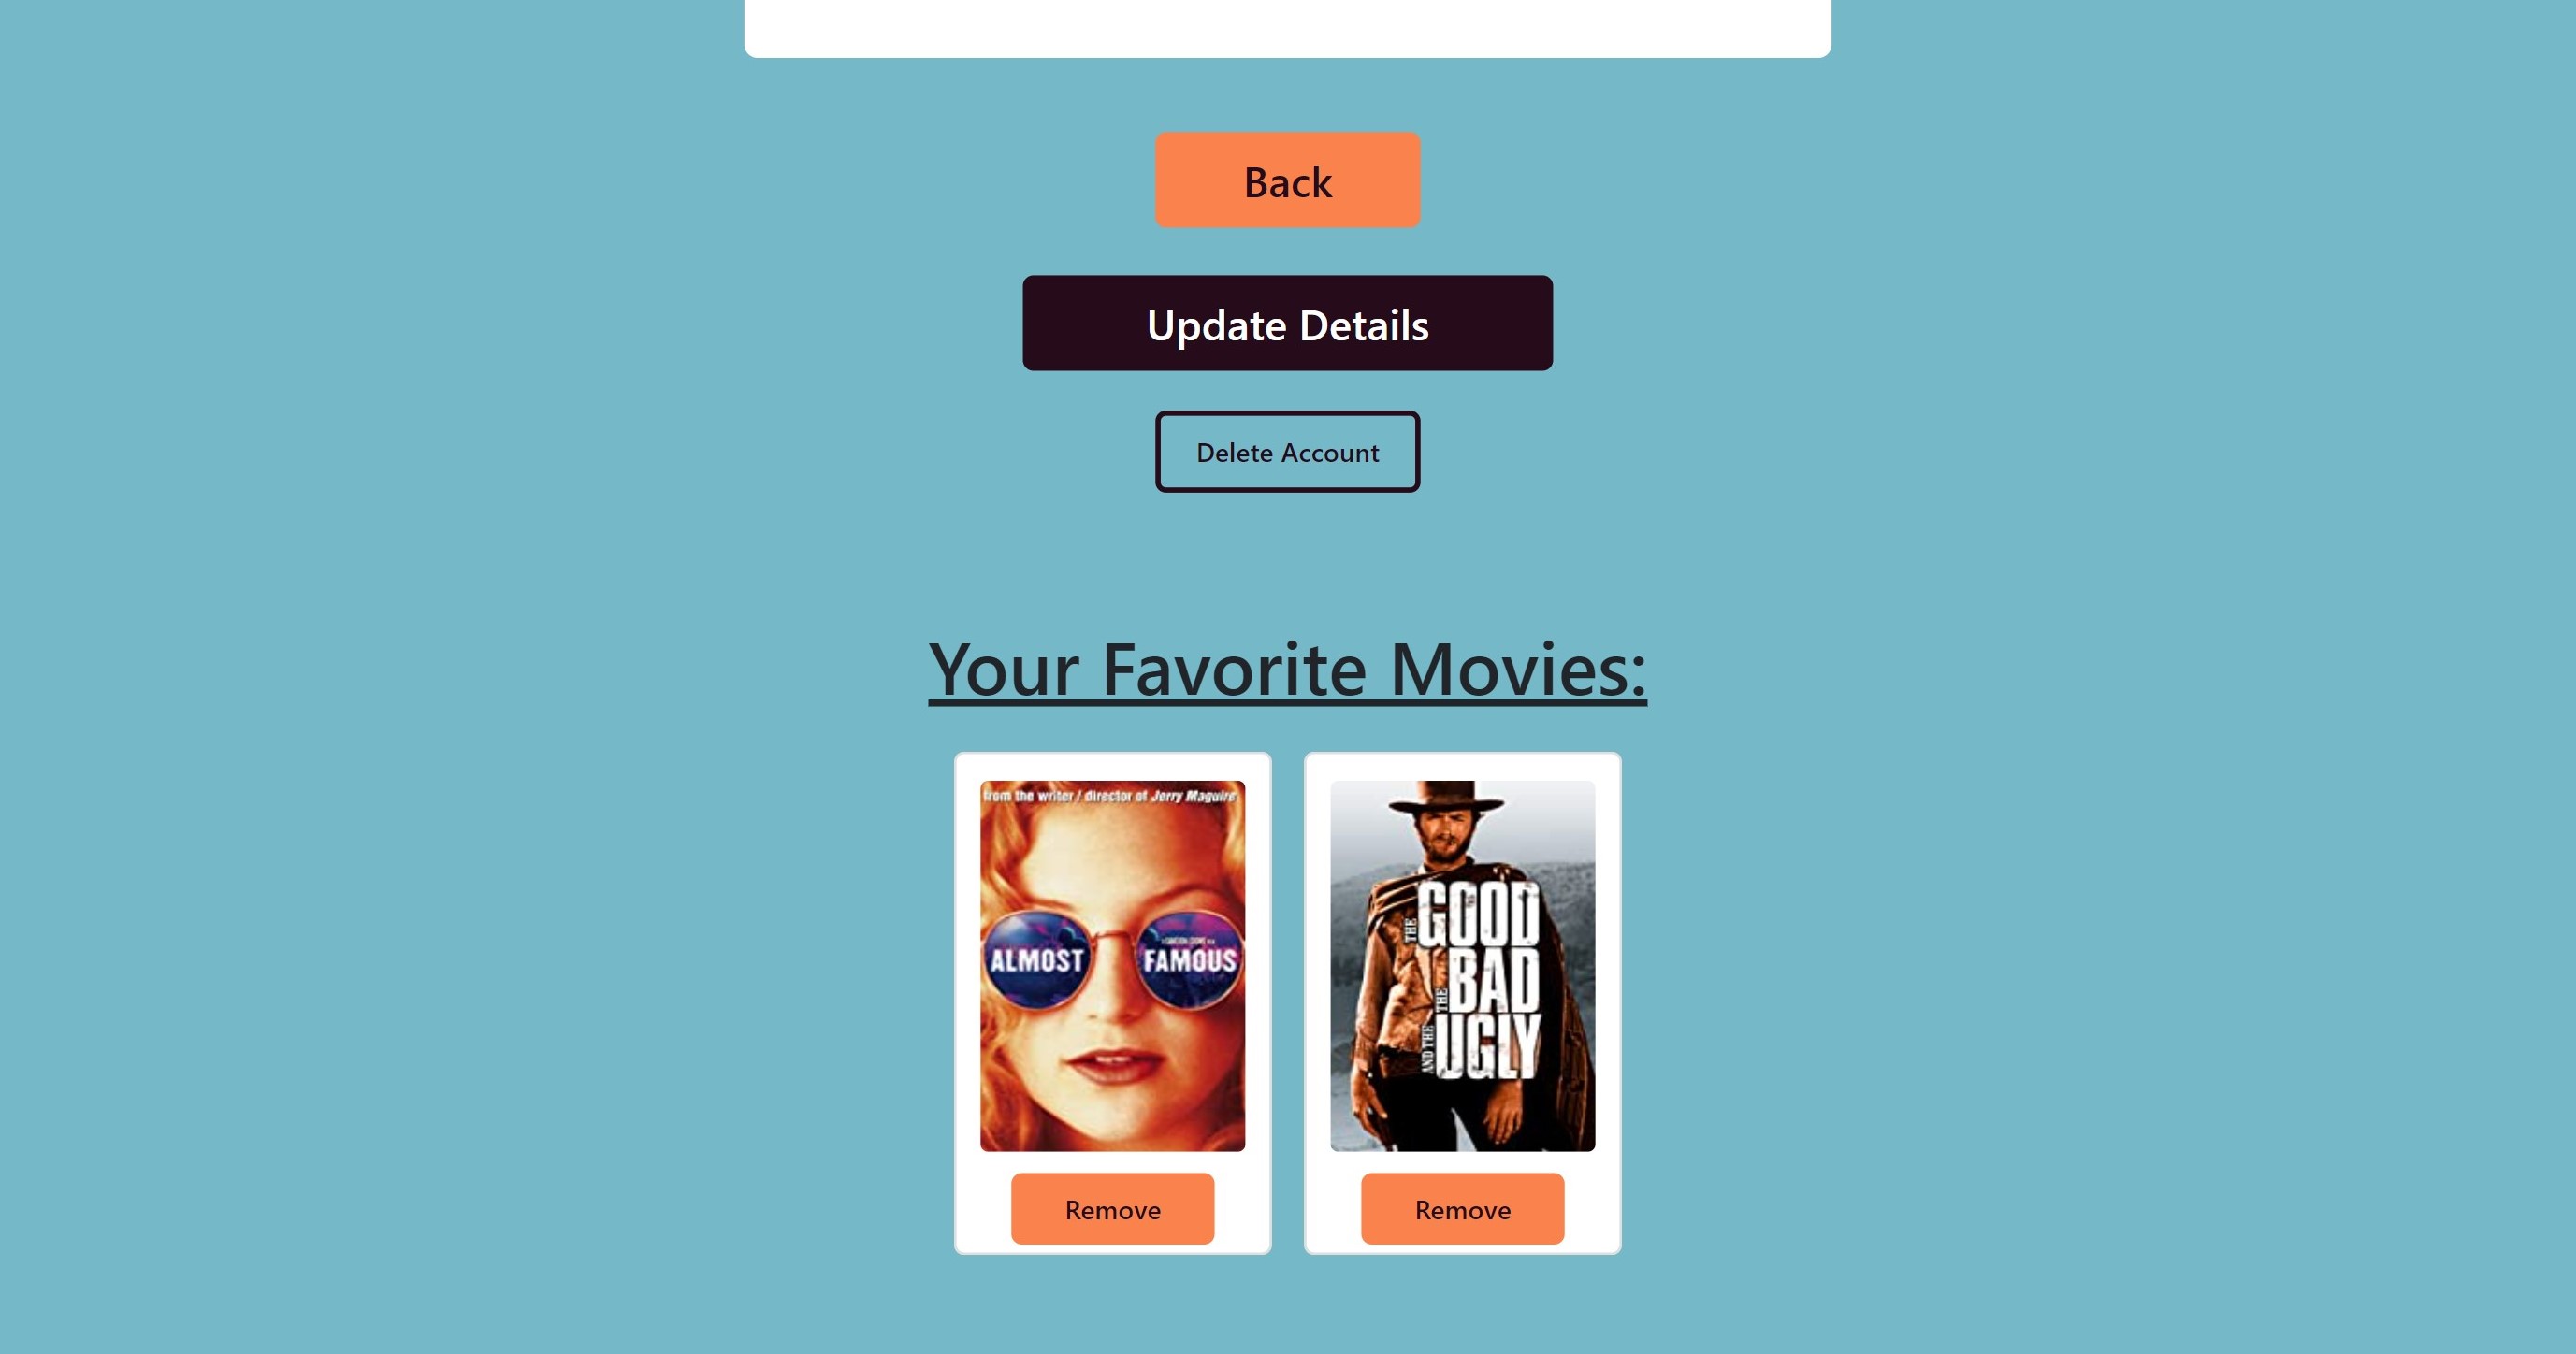 Back
Update Details
Delete Account
Your Favorite Movies:
from the writer / director of Jerry Maguire
ALMOST FAMOUS
Remove
THE GOOD
THE BAD
AND THE UGLY
Remove